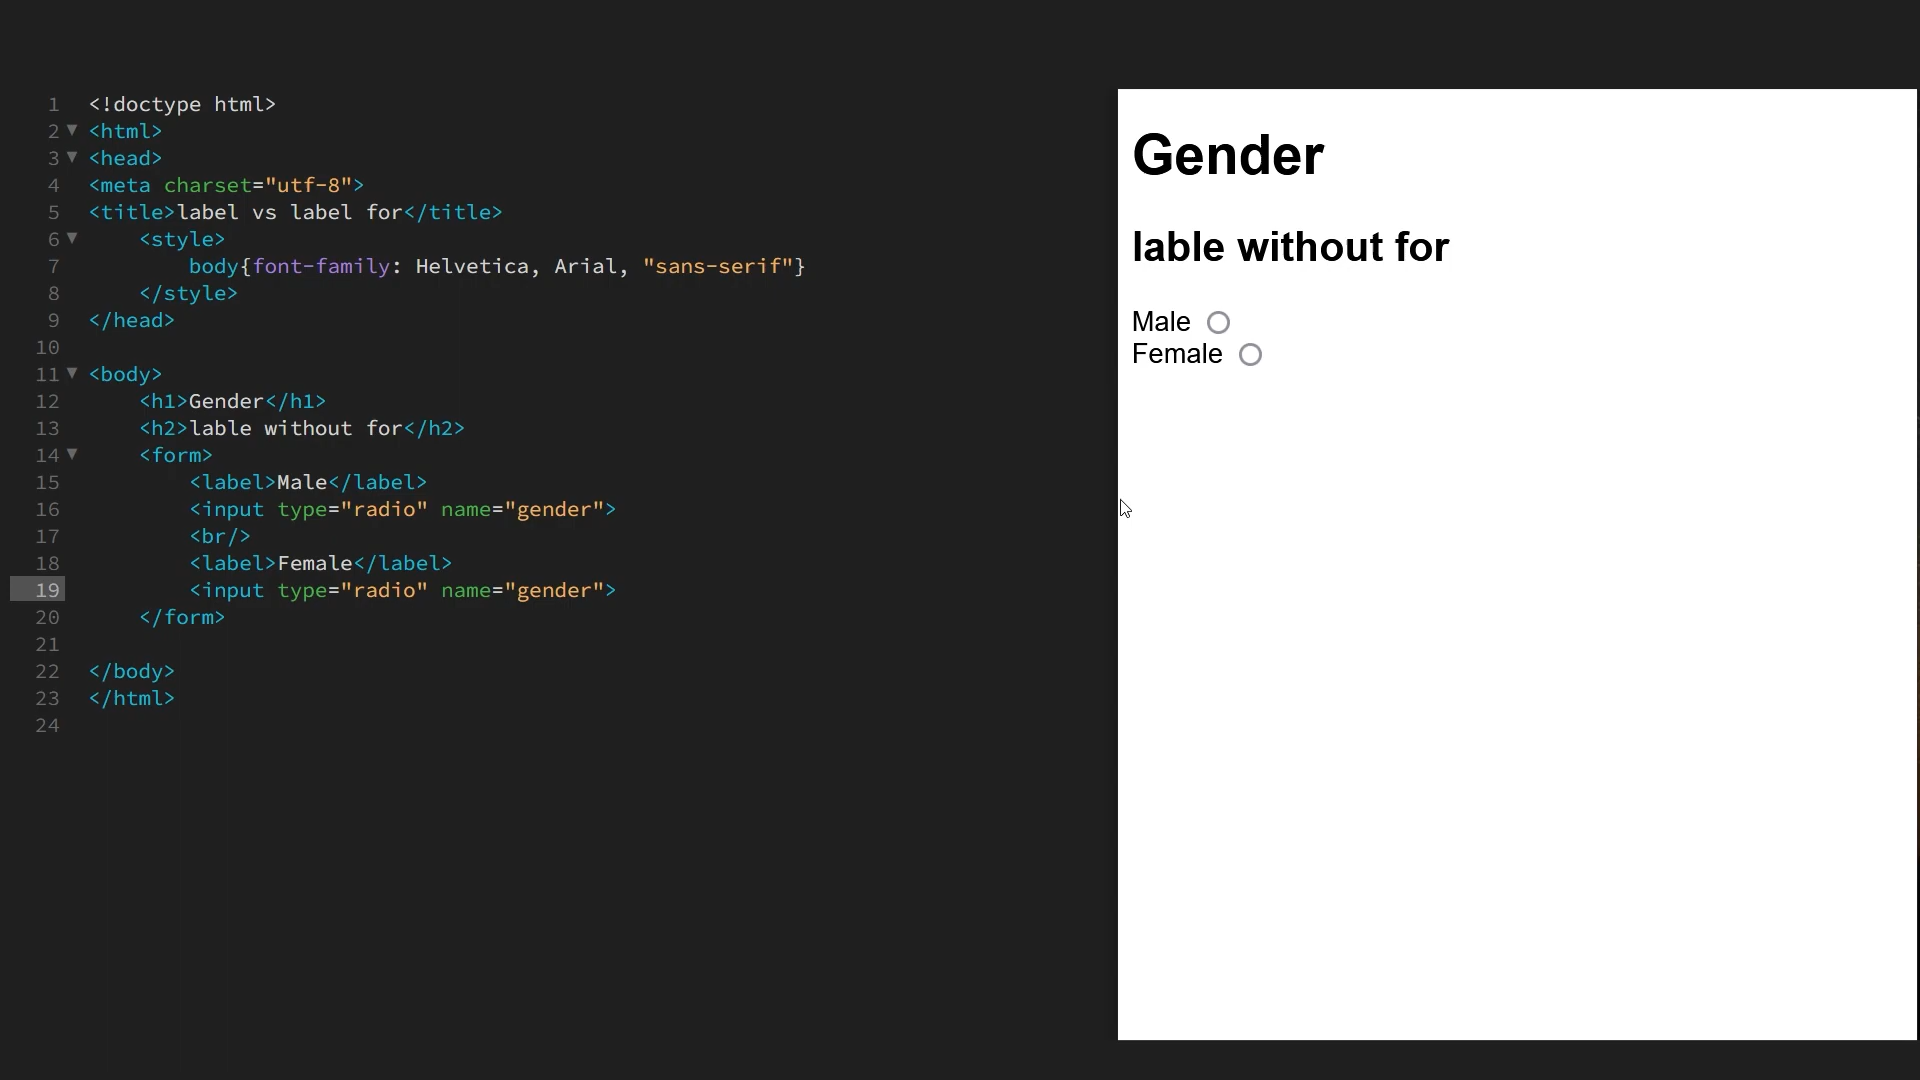 1 <!doctype html>
2 <html>
3 <head>
4 <meta charset="utf-8">
5 <title>label vs label for</title>
6 <style>
7 body{font-family: Helvetica, Arial, "sans-serif"}
8 </style>
9 </head>
10
11 <body>
12 <h1>Gender</h1>
13 <h2>lable without for</h2>
14 <form>
15 <label>Male</label>
16 <input type="radio" name="gender">
17 <br/>
18 <label>Female</label>
19 <input type="radio" name="gender">
20 </form>
21
22 </body>
23 </html>
24
Gender
lable without for
Male
Female